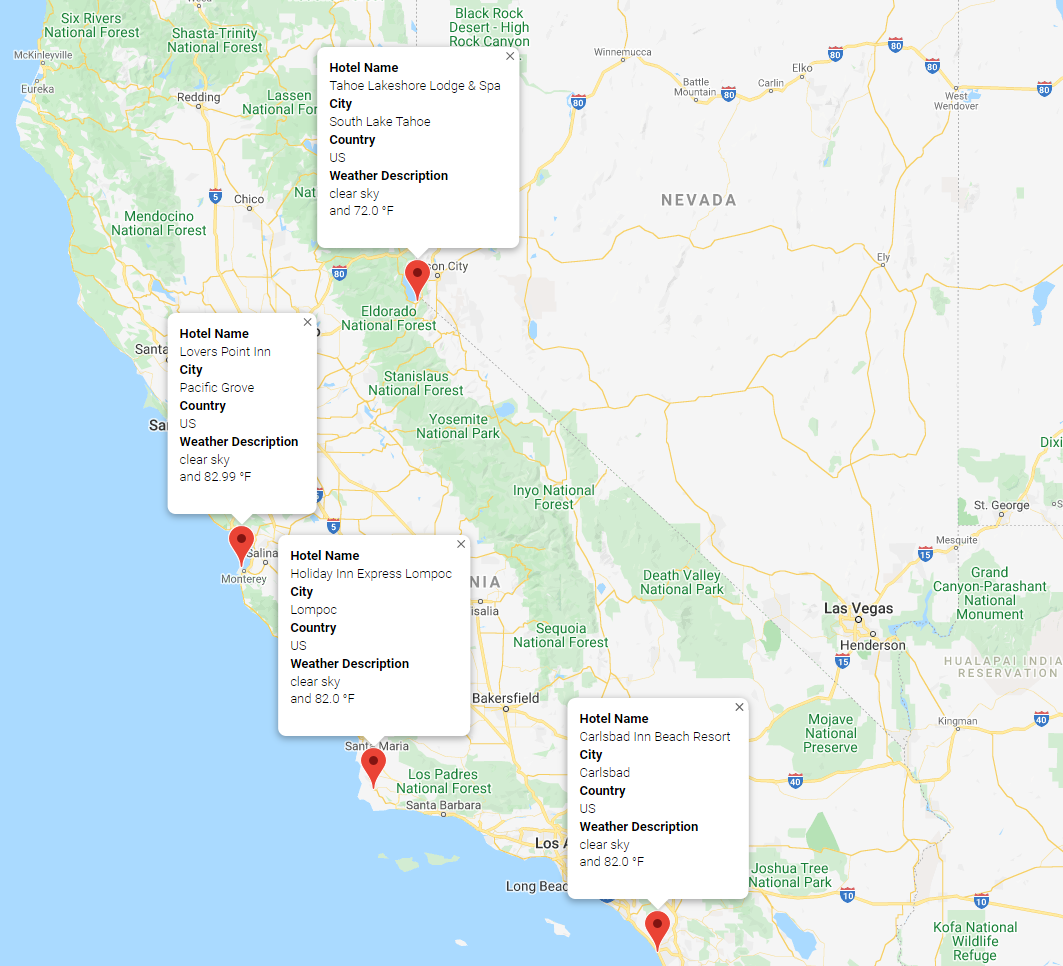 Six Rivers
National Forest
Shasta-Trinity
National Forest
Black Rock
Desert - High
Rock Canyon
McKinleyville
Eureka
Redding
Lassen
National For
Winnemucca
Battle
Mountain
Carlin
Elko
West
Wendover
80
80
80
80
80
80
Hotel Name
Tahoe Lakeshore Lodge & Spa
City
South Lake Tahoe
Country
US
Weather Description
clear sky
and 72.0 °F
5
Chico
Nat
Mendocino
National Forest
NEVADA
Ely
80
son City
Eldorado
National Forest
Hotel Name
Lovers Point Inn
City
Pacific Grove
Country
US
Weather Description
clear sky
and 82.99 °F
Santa
Sa
Stanislaus
National Forest
Yosemite
National Park
Inyo National
Forest
Dixi
St. George
Mesquite
15
5
5
Salina
Monterey
Hotel Name
Holiday Inn Express Lompoc
City
Lompoc
Country
US
Weather Description
clear sky
and 82.0 °F
NIA
isalia
Death Valley
National Park
Grand
Canyon-Parashant
National
Monument
Las Vegas
Henderson
15
Sequoia
National Forest
HUALAPAI INDIA
RESERVATION
Bakersfield
Kingman
40
Mojave
National
Preserve
40
Santa Maria
Los Padres
National Forest
Santa Barbara
Hotel Name
Carlsbad Inn Beach Resort
City
Carlsbad
Country
US
Weather Description
clear sky
and 82.0 °F
Los A
Long Beac
Joshua Tree
National Park
10
10
Kofa National
Wildlife
Refuge